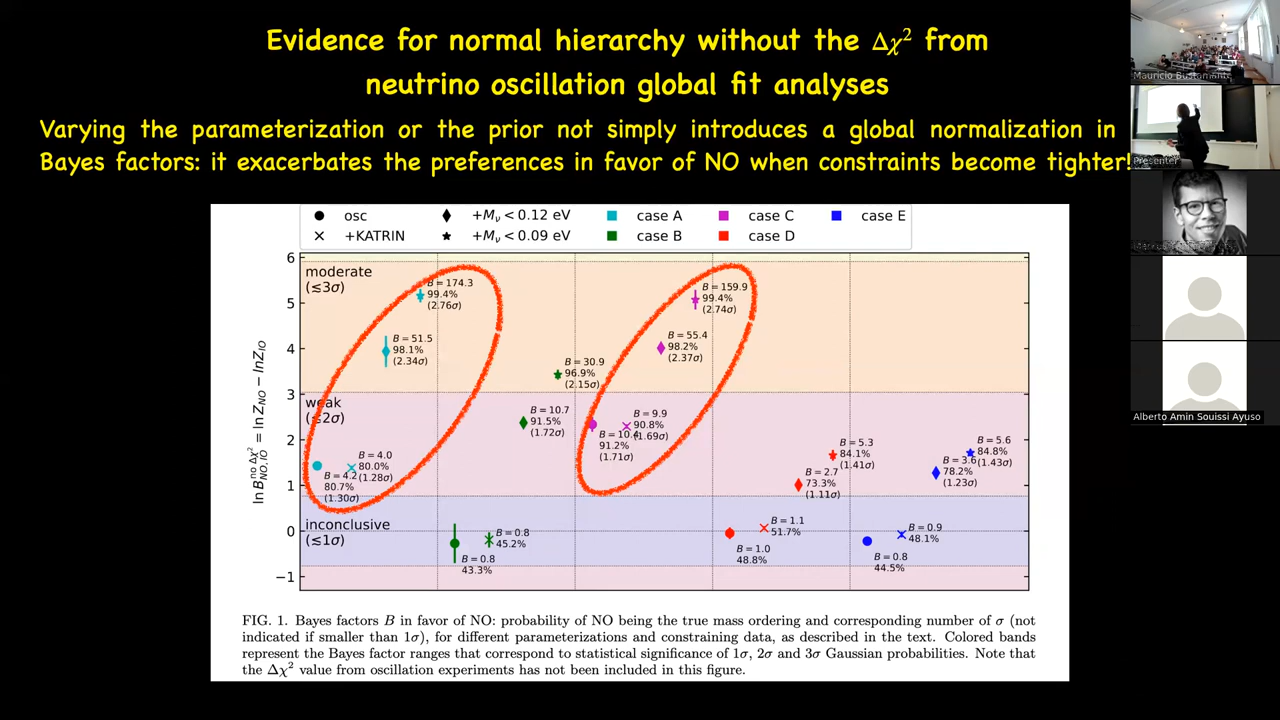 Evidence for normal hierarchy without the Δχ² from
neutrino oscillation global fit analyses
Varying the parameterization or the prior not simply introduces a global normalization in
Bayes factors: it exacerbates the preferences in favor of NO when constraints become tighter!
Mauricio Bustamante
Presenter
Alberto Amin Souissi Ayuso
osc
+KATRIN
+Mν < 0.12 eV
+Mν < 0.09 eV
case A
case B
case C
case D
case E
ln B^{no Δχ²}_{NO,IO} = ln Z_{NO} − ln Z_{IO}
6
5
4
3
2
1
0
−1
moderate
(≤3σ)
weak
(≤2σ)
inconclusive
(≤1σ)
B = 174.3
99.4%
(2.76σ)
B = 51.5
98.1%
(2.34σ)
B = 4.0
80.0%
(1.28σ)
B = 4.2
80.7%
(1.30σ)
B = 30.9
96.9%
(2.15σ)
B = 10.7
91.5%
(1.72σ)
B = 0.8
45.2%
B = 0.8
43.3%
B = 159.9
99.4%
(2.74σ)
B = 55.4
98.2%
(2.37σ)
B = 9.9
90.8%
(1.69σ)
B = 10.4
91.2%
(1.71σ)
B = 5.3
84.1%
(1.41σ)
B = 2.7
73.3%
(1.11σ)
B = 1.1
51.7%
B = 1.0
48.8%
B = 5.6
84.8%
(1.43σ)
B = 3.6
78.2%
(1.23σ)
B = 0.9
48.1%
B = 0.8
44.5%
FIG. 1. Bayes factors B in favor of NO: probability of NO being the true mass ordering and corresponding number of σ (not
indicated if smaller than 1σ), for different parameterizations and constraining data, as described in the text. Colored bands
represent the Bayes factor ranges that correspond to statistical significance of 1σ, 2σ and 3σ Gaussian probabilities. Note that
the Δχ² value from oscillation experiments has not been included in this figure.